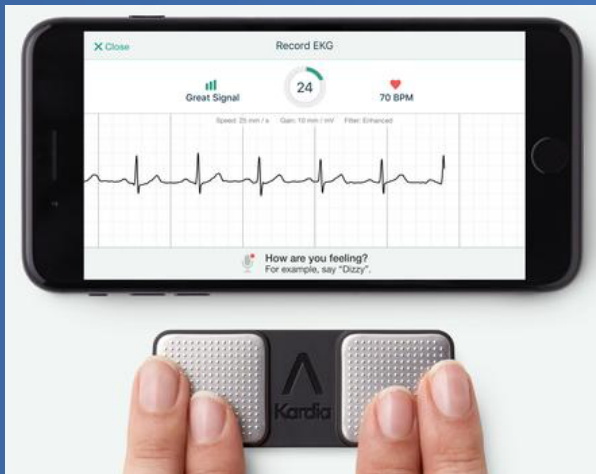 X Close
Record EKG
Great Signal
24
70 BPM
Speed: 25 mm / s    Gain: 10 mm / mV    Filter: Enhanced
How are you feeling?
For example, say "Dizzy".
Kardia